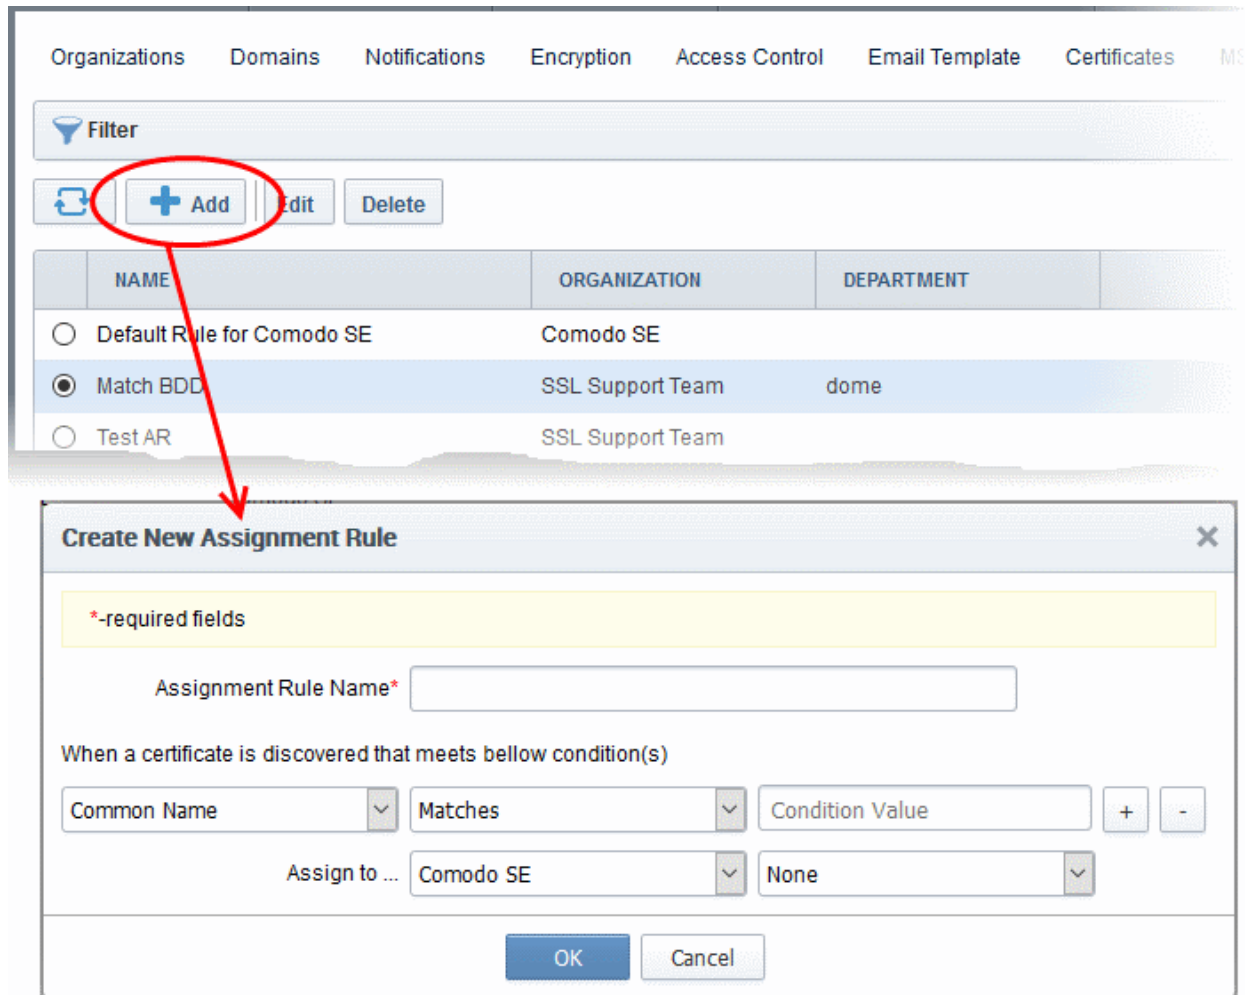 Organizations Domains Notifications Encryption Access Control Email Template Certificates MS
Filter
Add Edit Delete
NAME ORGANIZATION DEPARTMENT
Default Rule for Comodo SE Comodo SE
Match BDD SSL Support Team dome
Test AR SSL Support Team
Create New Assignment Rule
*-required fields
Assignment Rule Name*
When a certificate is discovered that meets bellow condition(s)
Common Name Matches Condition Value + -
Assign to ... Comodo SE None
OK Cancel